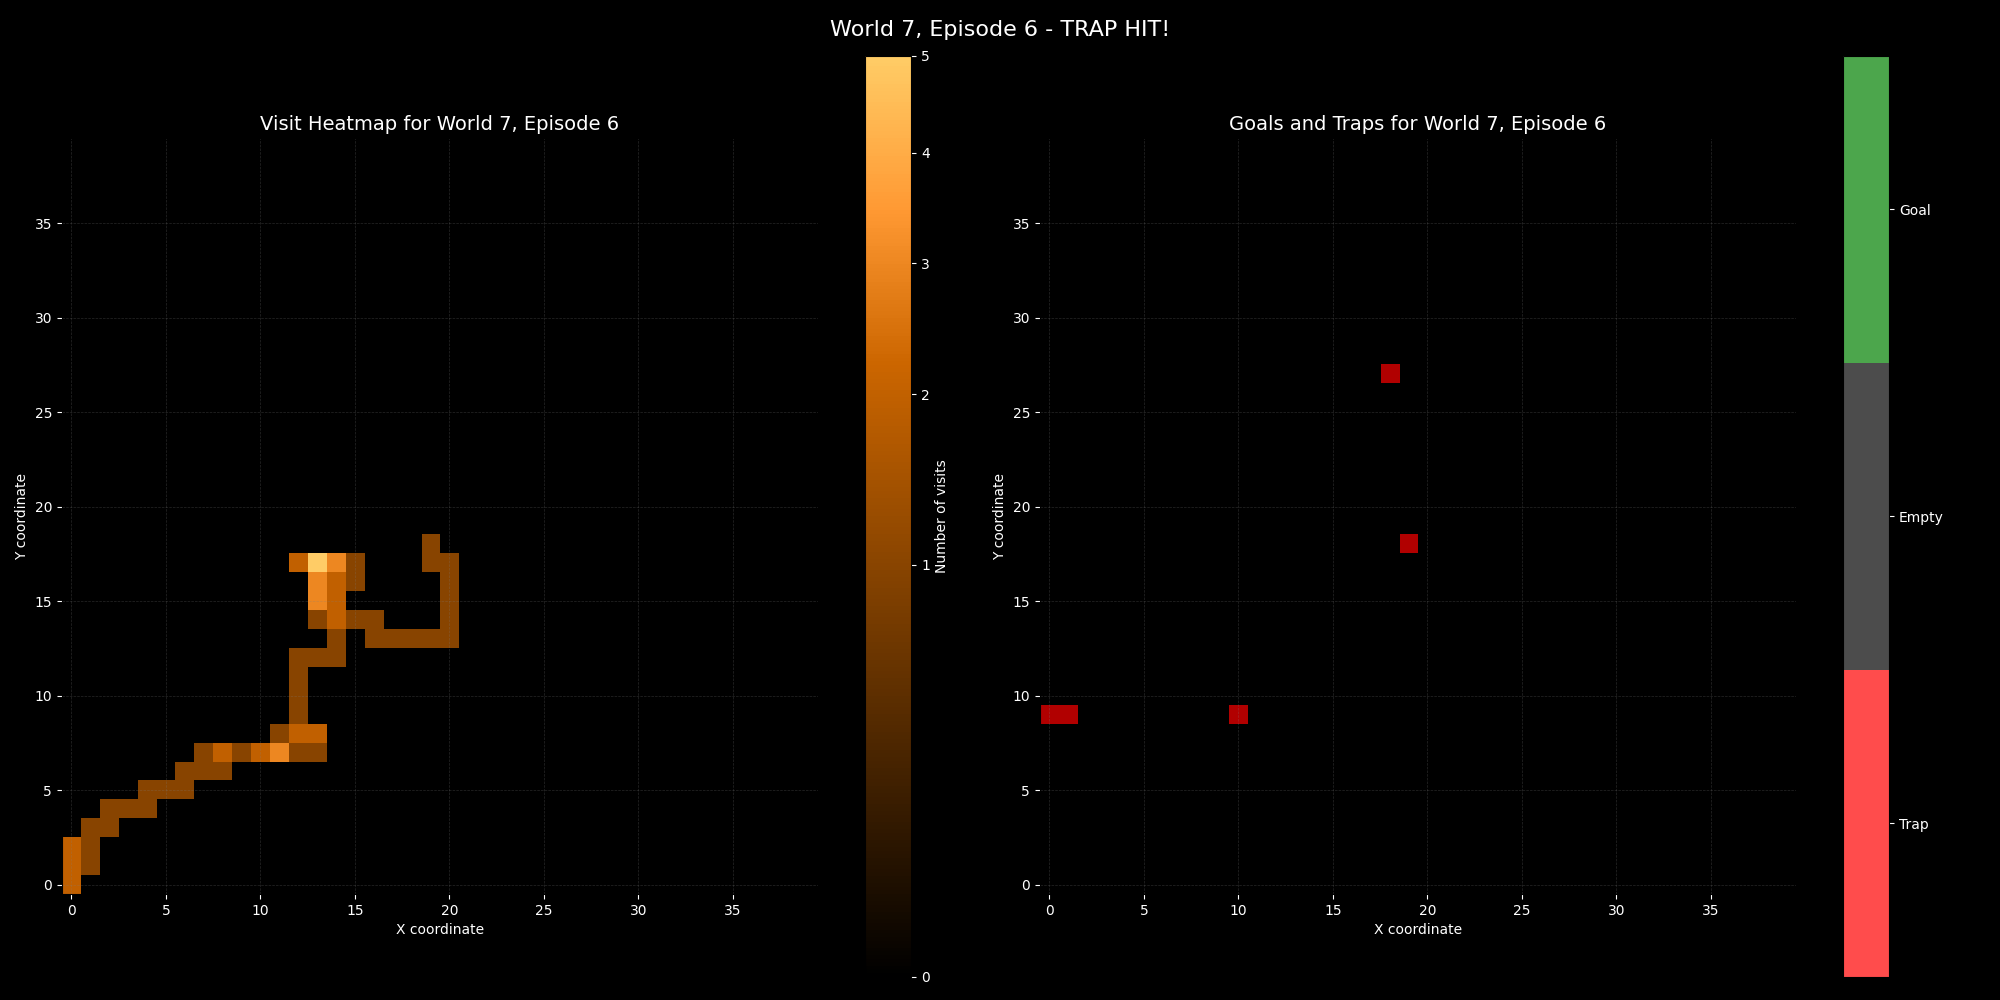 World 7, Episode 6 - TRAP HIT!
Visit Heatmap for World 7, Episode 6
35
30
25
20
15
10
5
0
Y coordinate
0 5 10 15 20 25 30 35
X coordinate
5
4
3
2
1
0
Number of visits
Goals and Traps for World 7, Episode 6
35
30
25
20
15
10
5
0
Y coordinate
0 5 10 15 20 25 30 35
X coordinate
Goal
Empty
Trap